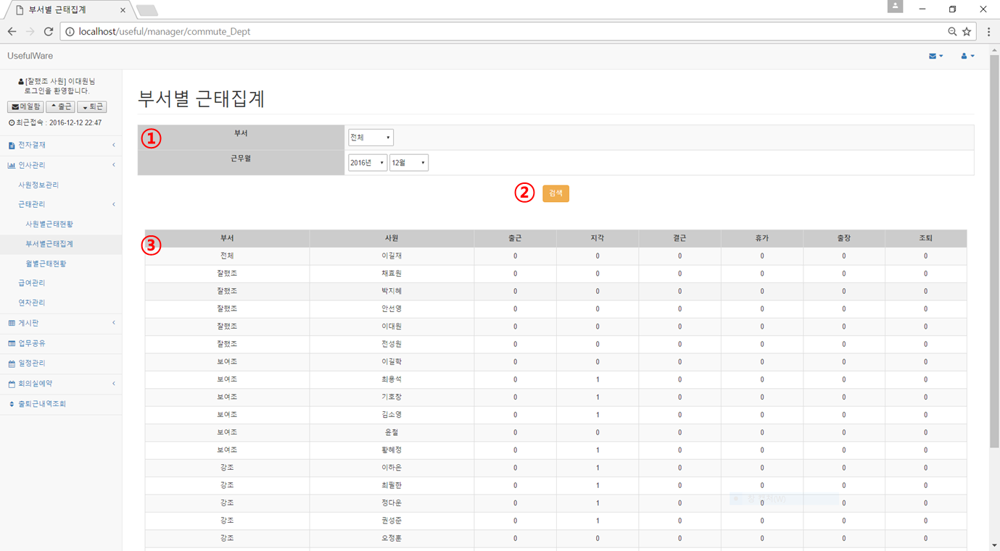 부서별 근태집계
localhost/useful/manager/commute_Dept
UsefulWare
[잘했조 사원] 이대원님
로그인을 환영합니다.
메일함 출근 퇴근
최근접속 : 2016-12-12 22:47
전자결재
인사관리
사원정보관리
근태관리
사원별근태현황
부서별근태집계
월별근태현황
급여관리
연차관리
게시판
업무공유
일정관리
회의실예약
출퇴근내역조회
부서별 근태집계
① 부서 전체
근무월 2016년 12월
② 검색
③ 부서 사원 출근 지각 결근 휴가 출장 조퇴
전체 이길재 0 0 0 0 0 0
잘했조 채효원 0 0 0 0 0 0
잘했조 박지혜 0 0 0 0 0 0
잘했조 안선영 0 0 0 0 0 0
잘했조 이대원 0 0 0 0 0 0
잘했조 전성원 0 0 0 0 0 0
보여조 이길학 0 0 0 0 0 0
보여조 최용석 0 1 0 0 0 0
보여조 기호창 0 1 0 0 0 0
보여조 김소영 0 1 0 0 0 0
보여조 윤철 0 0 0 0 0 0
보여조 황혜정 0 1 0 0 0 0
강조 이하은 0 1 0 0 0 0
강조 최필한 0 1 0 0 0 0
강조 정다운 0 1 0 0 0 0
강조 권성준 0 1 0 0 0 0
강조 오정훈 0 0 0 0 0 0